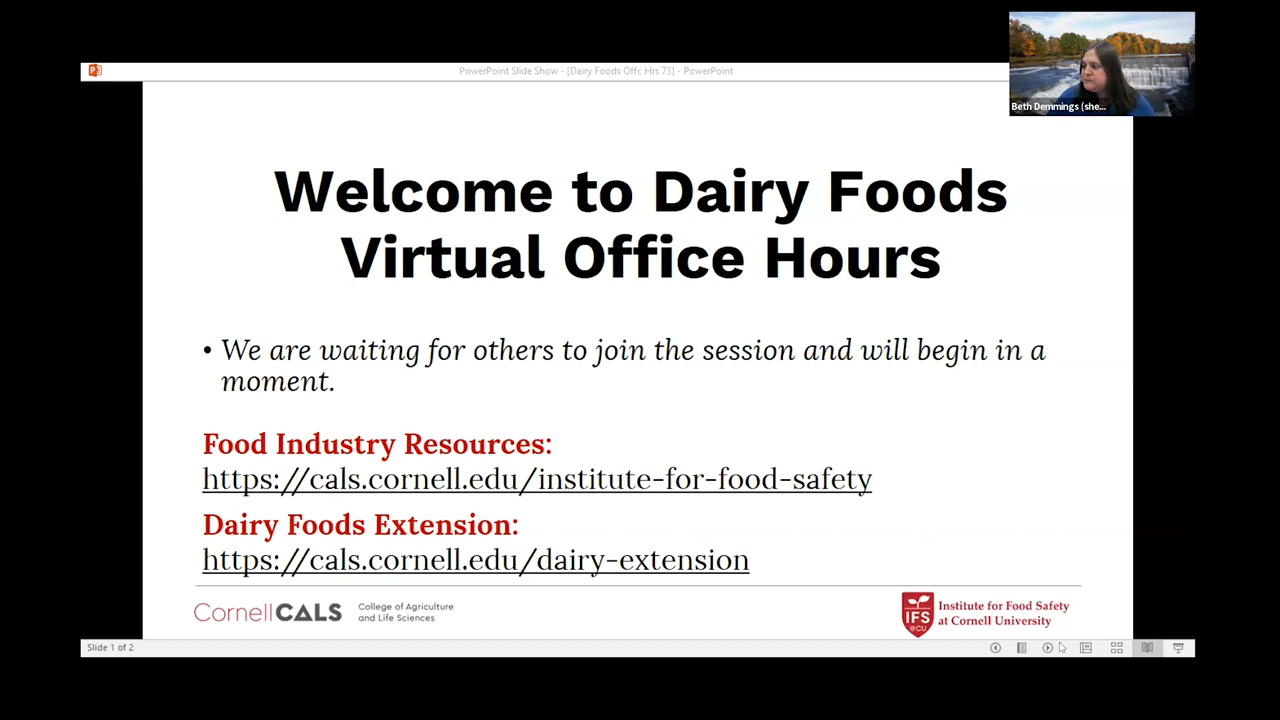 PowerPoint Slide Show - [Dairy Foods Offc Hrs 73] - PowerPoint
Beth Demmings (she...
Welcome to Dairy Foods
Virtual Office Hours
• We are waiting for others to join the session and will begin in a
moment.
Food Industry Resources:
https://cals.cornell.edu/institute-for-food-safety
Dairy Foods Extension:
https://cals.cornell.edu/dairy-extension
CornellCALS
College of Agriculture
and Life Sciences
IFS
@CU
Institute for Food Safety
at Cornell University
Slide 1 of 2